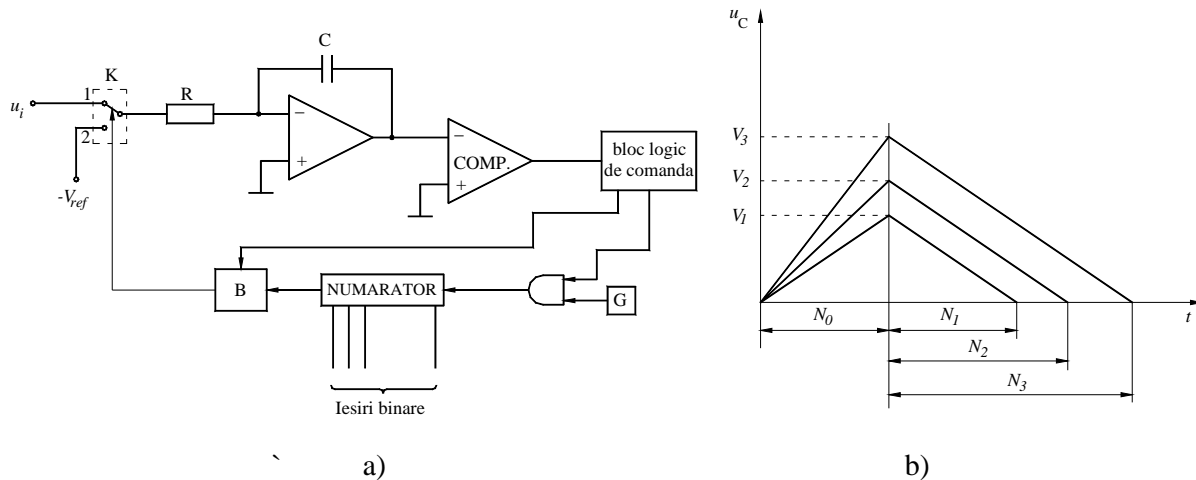 C
K
1
R
u_i
2
-V_ref
−
+
−
COMP.
+
bloc logic
de comanda
B
NUMARATOR
G
Iesiri binare
`
a)
u_C
V_3
V_2
V_1
N_0
N_1
t
N_2
N_3
b)